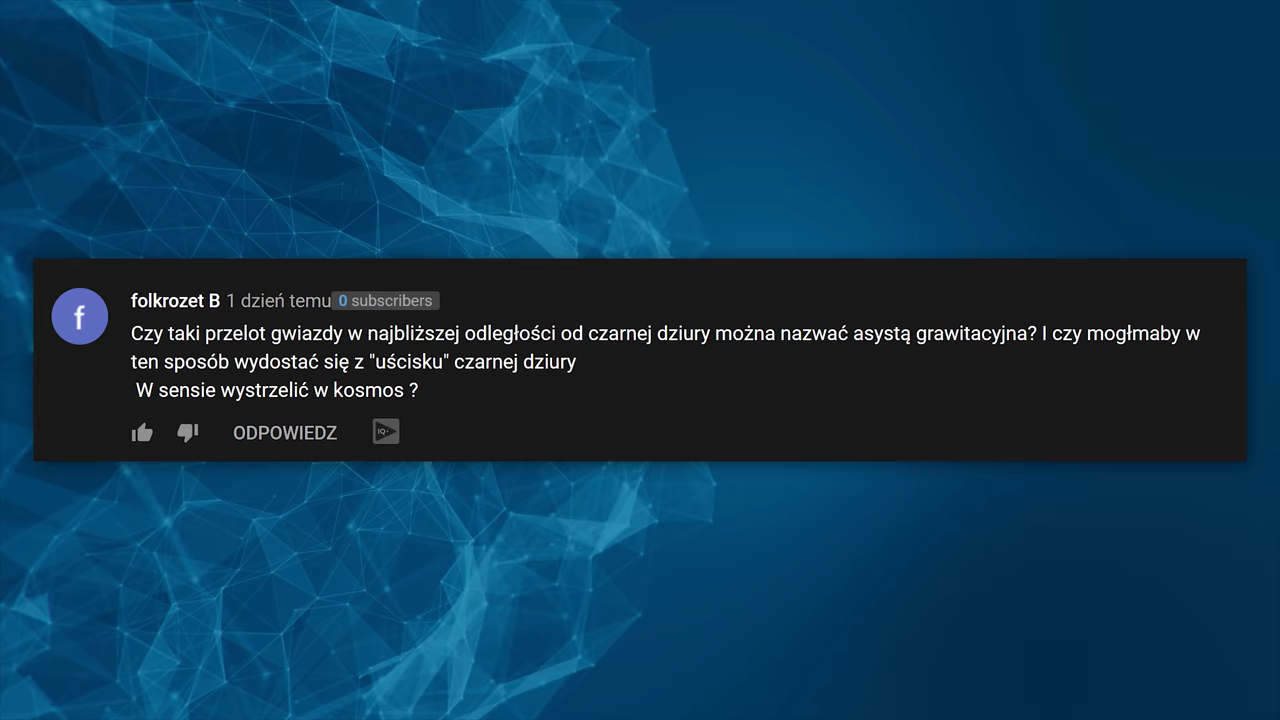 f
folkrozet B 1 dzień temu 0 subscribers
Czy taki przelot gwiazdy w najbliższej odległości od czarnej dziury można nazwać asystą grawitacyjna? I czy mogłmaby w
ten sposób wydostać się z "uścisku" czarnej dziury
W sensie wystrzelić w kosmos ?
ODPOWIEDZ IQ+